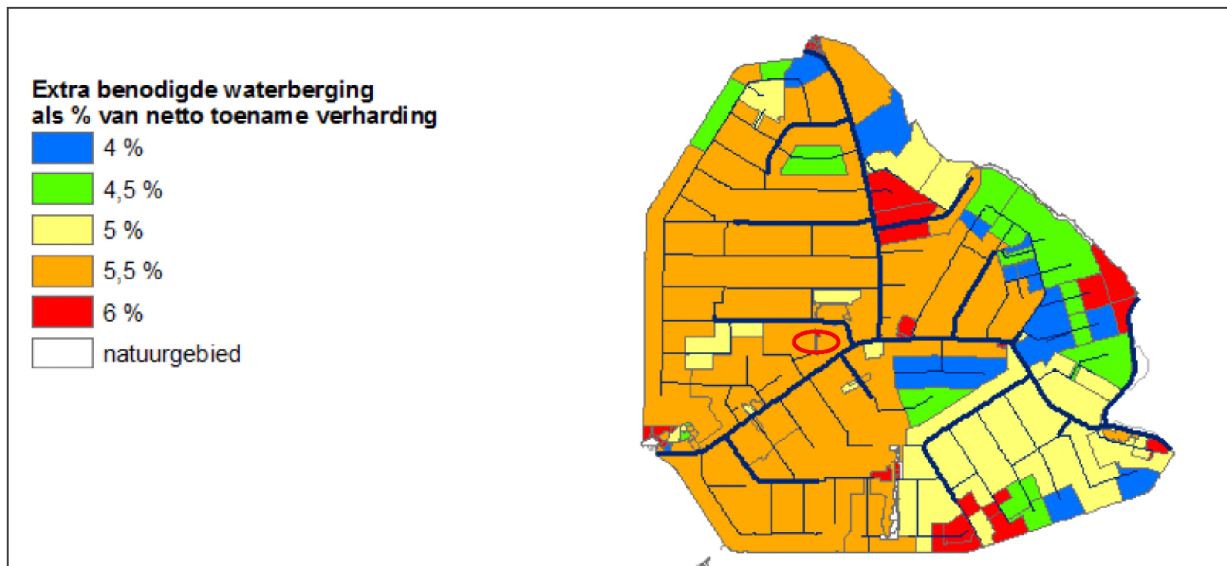 Extra benodigde waterberging
als % van netto toename verharding
4 %
4,5 %
5 %
5,5 %
6 %
natuurgebied